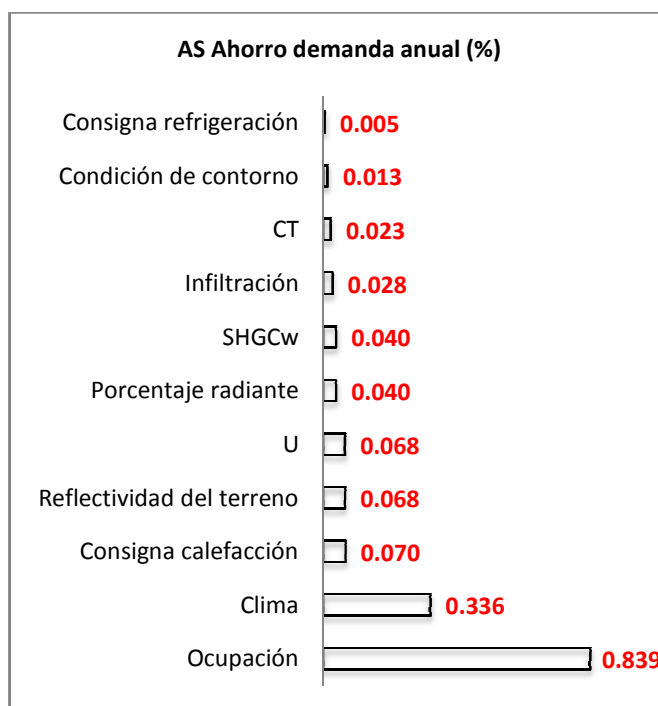 AS Ahorro demanda anual (%)
Consigna refrigeración 0.005
Condición de contorno 0.013
CT 0.023
Infiltración 0.028
SHGCw 0.040
Porcentaje radiante 0.040
U 0.068
Reflectividad del terreno 0.068
Consigna calefacción 0.070
Clima 0.336
Ocupación 0.839